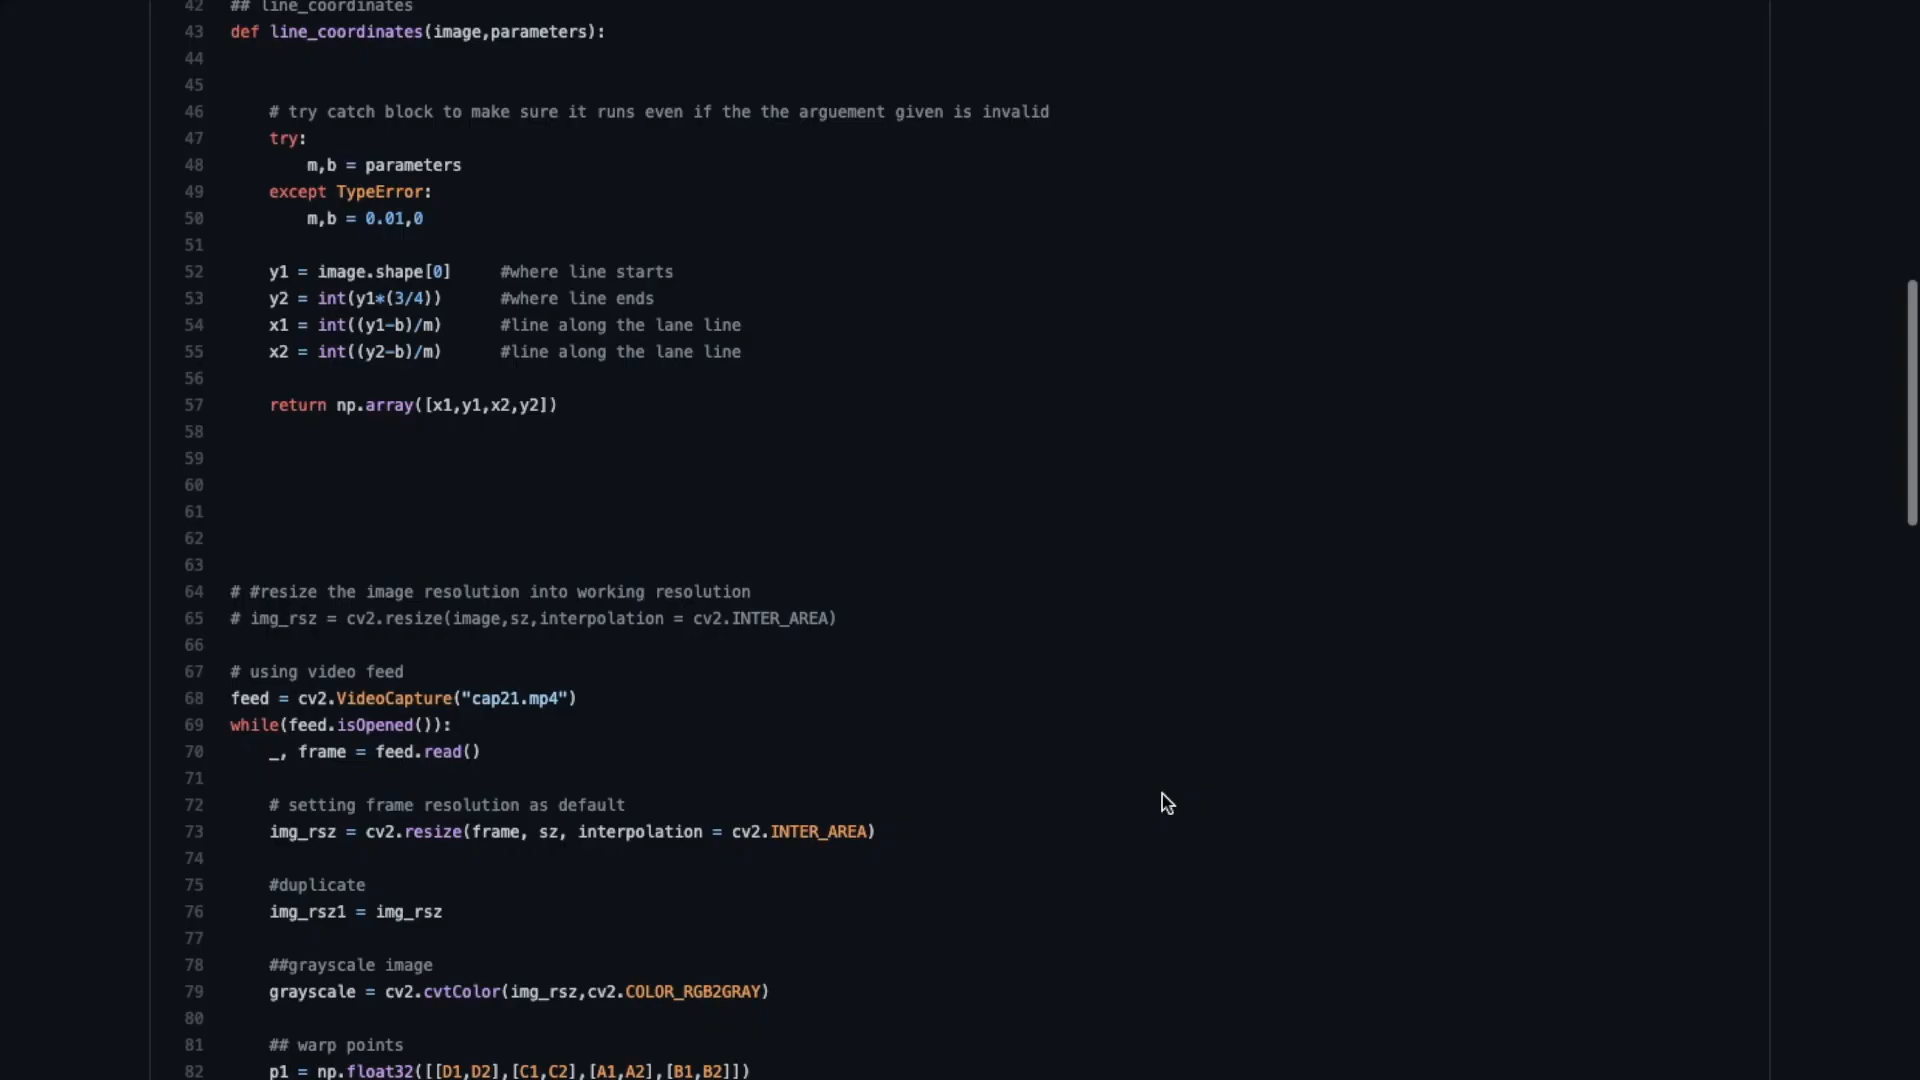 42 ## line_coordinates
43 def line_coordinates(image,parameters):
44
45
46 # try catch block to make sure it runs even if the the arguement given is invalid
47 try:
48 m,b = parameters
49 except TypeError:
50 m,b = 0.01,0
51
52 y1 = image.shape[0] #where line starts
53 y2 = int(y1*(3/4)) #where line ends
54 x1 = int((y1-b)/m) #line along the lane line
55 x2 = int((y2-b)/m) #line along the lane line
56
57 return np.array([x1,y1,x2,y2])
58
59
60
61
62
63
64 # #resize the image resolution into working resolution
65 # img_rsz = cv2.resize(image,sz,interpolation = cv2.INTER_AREA)
66
67 # using video feed
68 feed = cv2.VideoCapture("cap21.mp4")
69 while(feed.isOpened()):
70 _, frame = feed.read()
71
72 # setting frame resolution as default
73 img_rsz = cv2.resize(frame, sz, interpolation = cv2.INTER_AREA)
74
75 #duplicate
76 img_rsz1 = img_rsz
77
78 ##grayscale image
79 grayscale = cv2.cvtColor(img_rsz,cv2.COLOR_RGB2GRAY)
80
81 ## warp points
82 p1 = np.float32([[D1,D2],[C1,C2],[A1,A2],[B1,B2]])